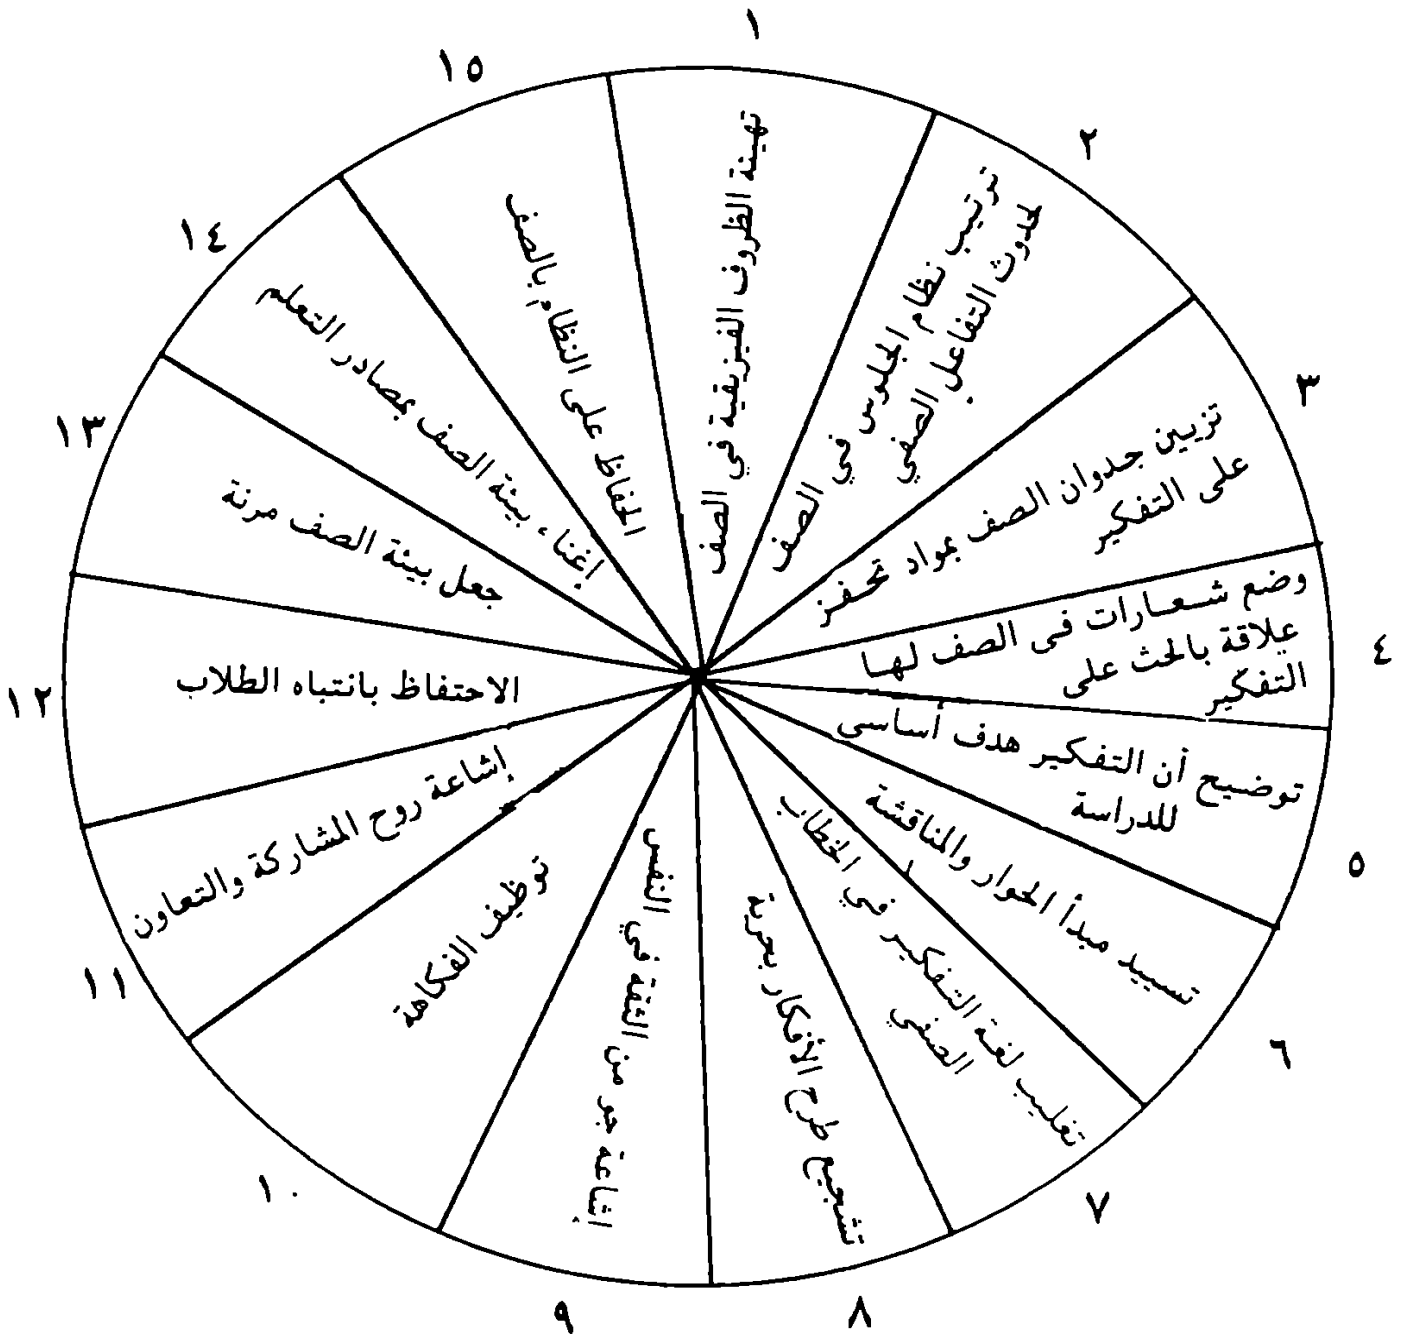 ١
تهيئة الظروف الفيزيقية في الصف
٢
ترتيب نظام الجلوس في الصف
لحدوث التفاعل الصفي
٣
تزيين جدوان الصف بمواد تحفز
على التفكير
٤
وضع شعارات فى الصف لها
علاقة بالحث على
التفكير
٥
توضيح أن التفكير هدف أساسى
للدراسة
٦
تسييد مبدأ الحوار والمناقشة
٧
تغليب لغة التفكير في الخطاب
الصفي
٨
تشجيع طرح الأفكار بحرية
٩
إشاعة جو من الثقة في النفس
١٠
توظيف الفكاهة
١١
إشاعة روح المشاركة والتعاون
١٢
الاحتفاظ بانتباه الطلاب
١٣
جعل بيئة الصف مرنة
١٤
إغناء بيئة الصف بمصادر التعلم
١٥
الحفاظ على النظام بالصف